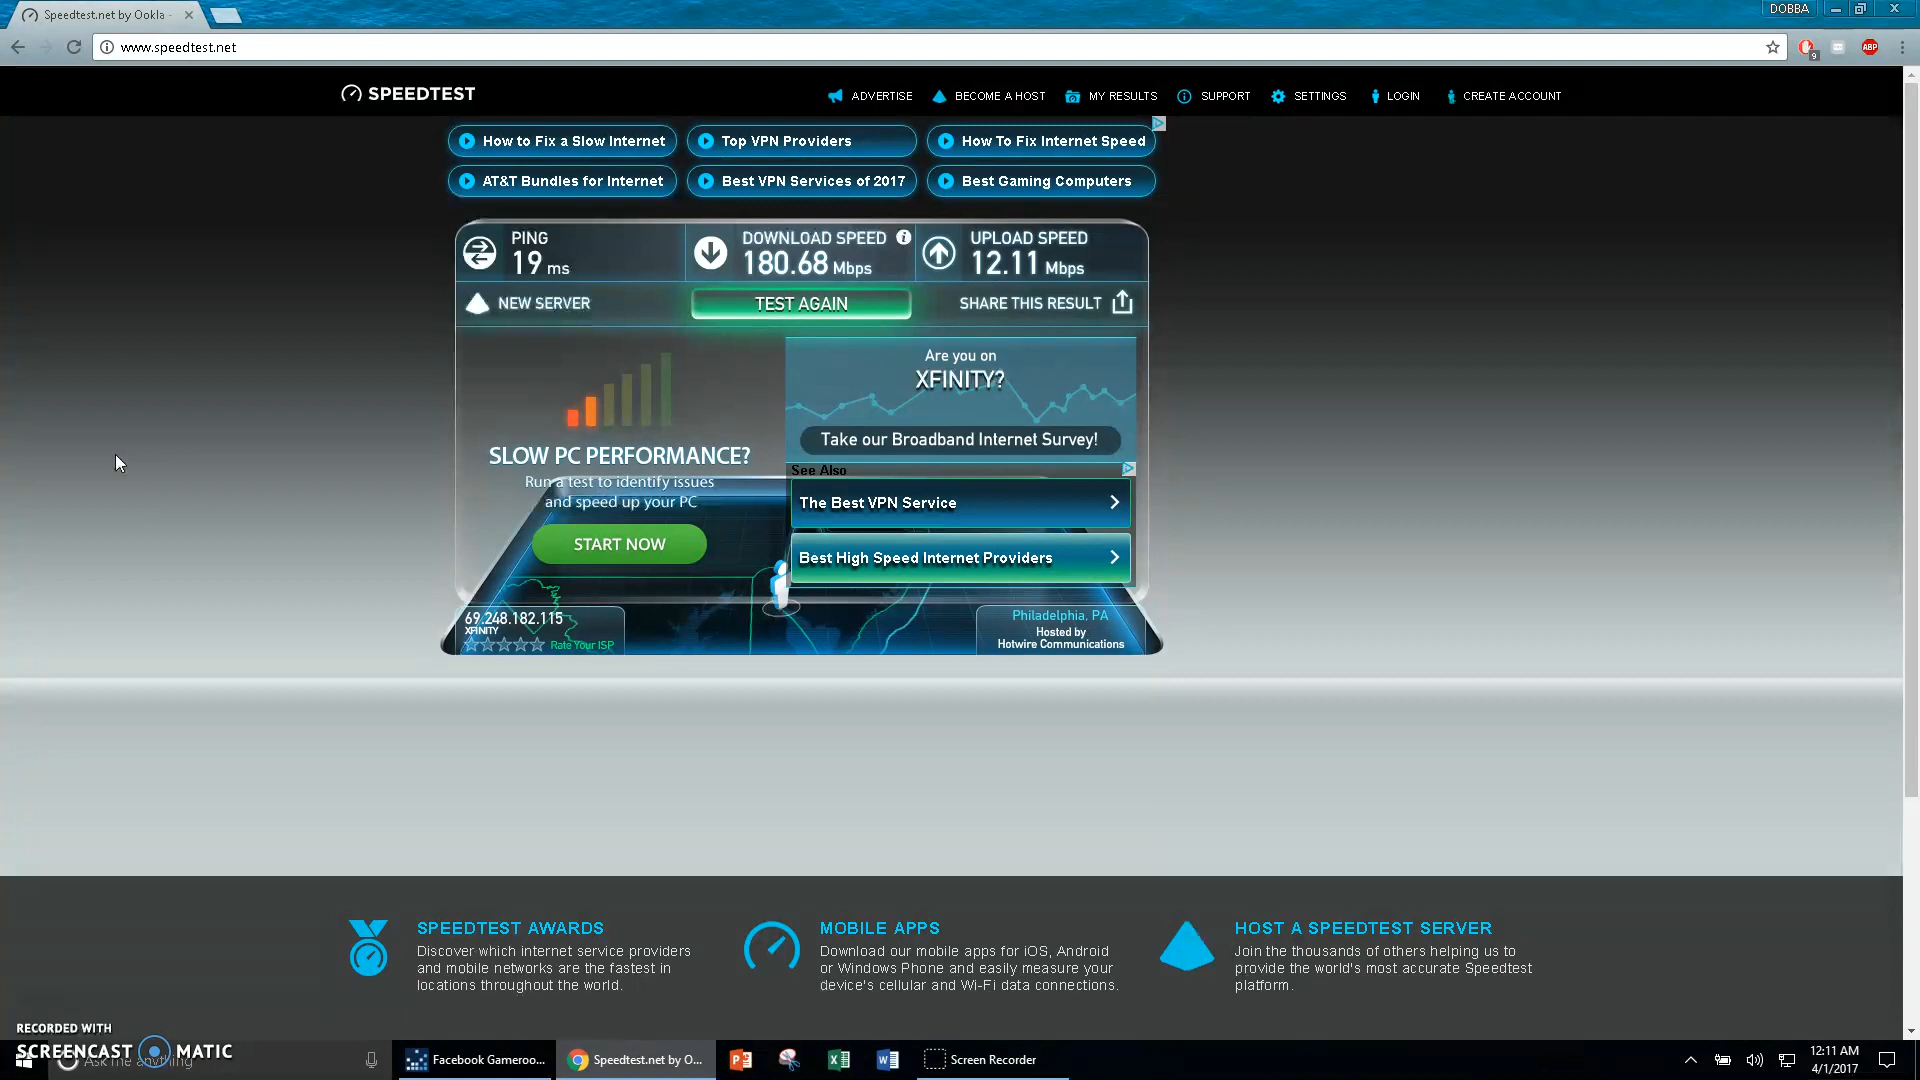 Speedtest.net by Ookla -
DOBBA
www.speedtest.net
9
ABP
SPEEDTEST
ADVERTISE
BECOME A HOST
MY RESULTS
SUPPORT
SETTINGS
LOGIN
CREATE ACCOUNT
How to Fix a Slow Internet
Top VPN Providers
How To Fix Internet Speed
AT&T Bundles for Internet
Best VPN Services of 2017
Best Gaming Computers
PING
19 ms
DOWNLOAD SPEED
180.68 Mbps
UPLOAD SPEED
12.11 Mbps
NEW SERVER
TEST AGAIN
SHARE THIS RESULT
Are you on
XFINITY?
Take our Broadband Internet Survey!
SLOW PC PERFORMANCE?
Run a test to identify issues
and speed up your PC
START NOW
See Also
The Best VPN Service
Best High Speed Internet Providers
69.248.182.115
XFINITY
Rate Your ISP
Philadelphia, PA
Hosted by
Hotwire Communications
SPEEDTEST AWARDS
Discover which internet service providers
and mobile networks are the fastest in
locations throughout the world.
MOBILE APPS
Download our mobile apps for iOS, Android
or Windows Phone and easily measure your
device's cellular and Wi-Fi data connections.
HOST A SPEEDTEST SERVER
Join the thousands of others helping us to
provide the world's most accurate Speedtest
platform.
RECORDED WITH
SCREENCAST MATIC
Ask me anything
Facebook Gameroo...
Speedtest.net by O...
Screen Recorder
12:11 AM
4/1/2017